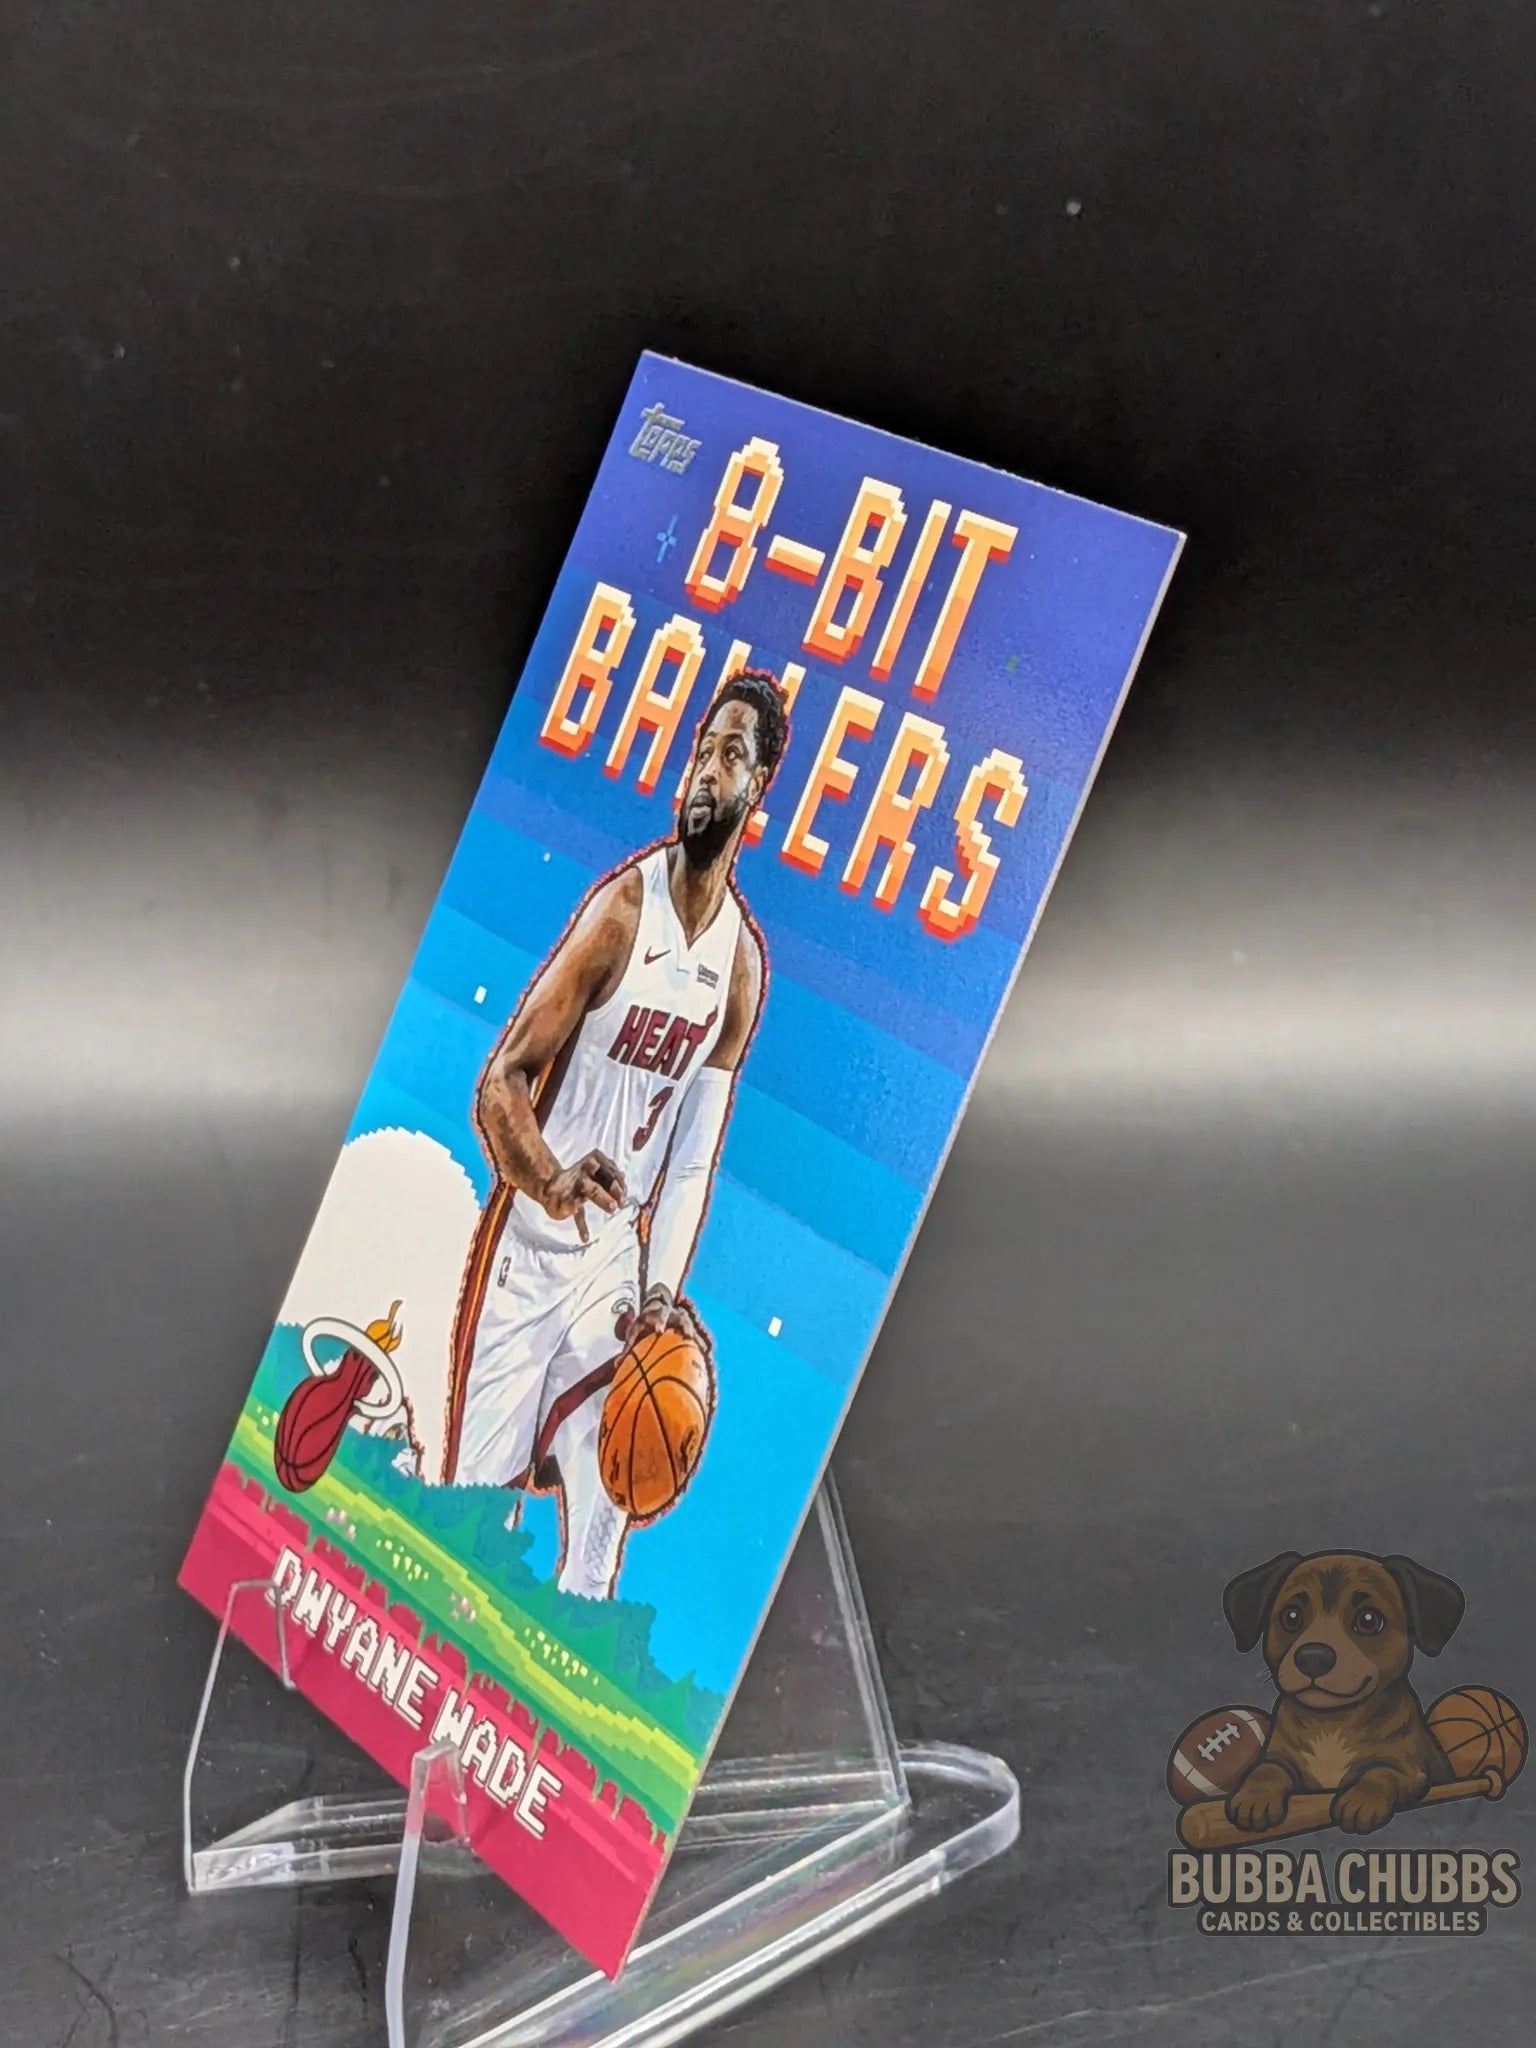 Topps
8-BIT
BALLERS
HEAT
3
DWYANE WADE
BUBBA CHUBBS
CARDS & COLLECTIBLES